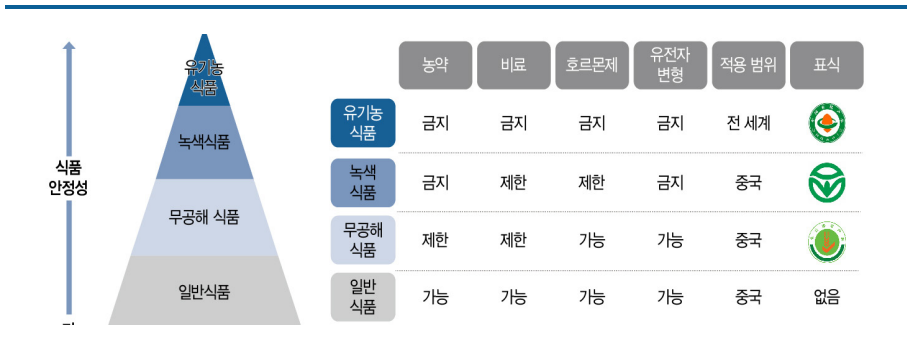 유기농
식품
녹색식품
무공해 식품
일반식품
식품
안정성
농약 비료 호르몬제 유전자
변형 적용 범위 표식
유기농
식품 금지 금지 금지 금지 전 세계
녹색
식품 금지 제한 제한 금지 중국
무공해
식품 제한 제한 가능 가능 중국
일반
식품 가능 가능 가능 가능 중국 없음